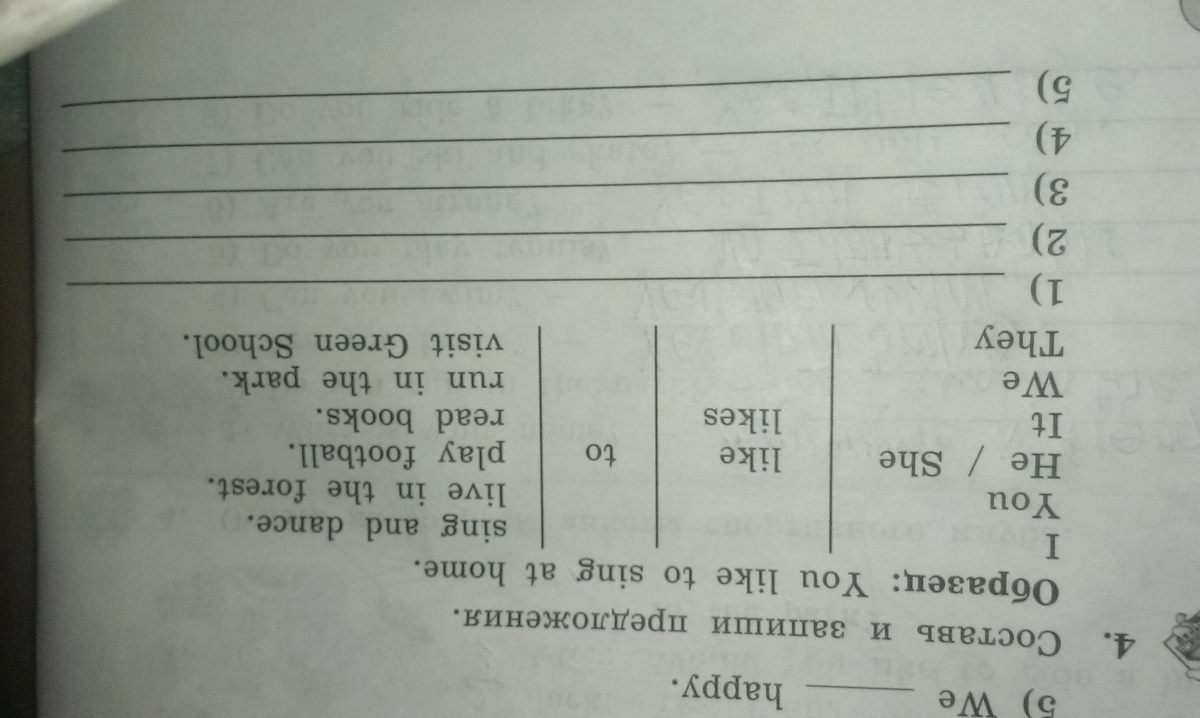 5) We ______ happy.
4. Составь и запиши предложения.
Образец: You like to sing at home.
I
You
He / She
It
We
They
like
likes
to
sing and dance.
live in the forest.
play football.
read books.
run in the park.
visit Green School.
1)
2)
3)
4)
5)